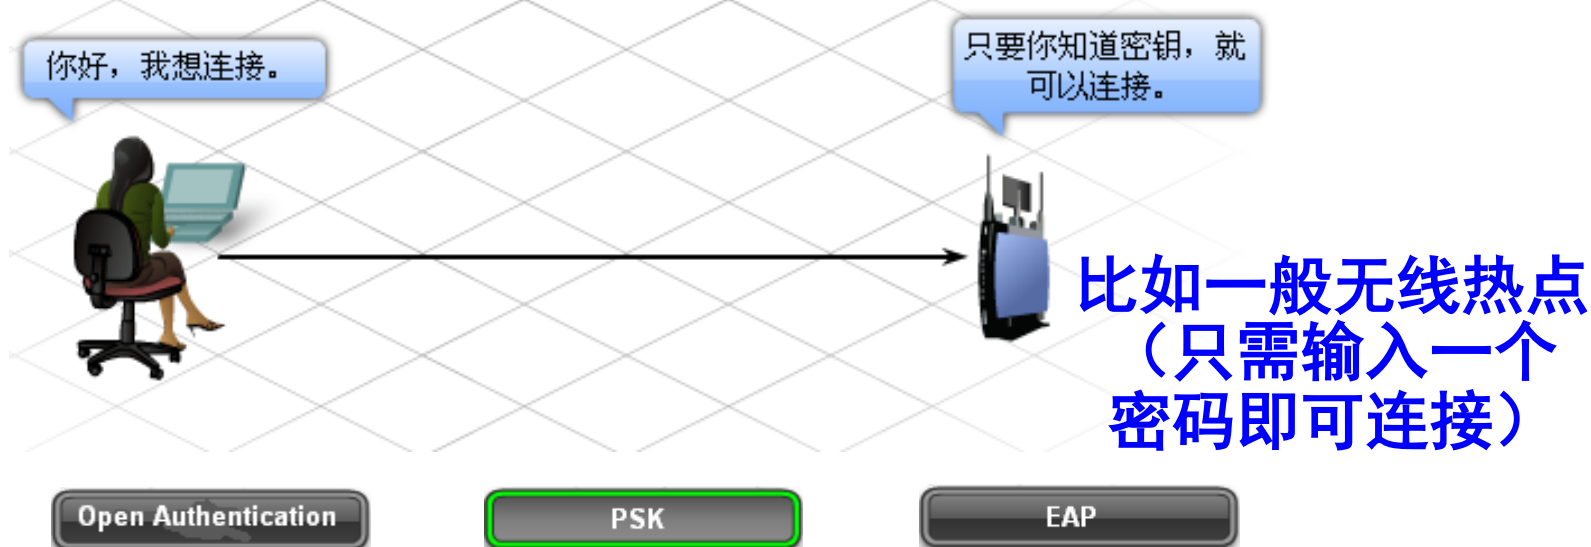 你好，我想连接。
只要你知道密钥，就
可以连接。
比如一般无线热点
（只需输入一个
密码即可连接）
Open Authentication
PSK
EAP